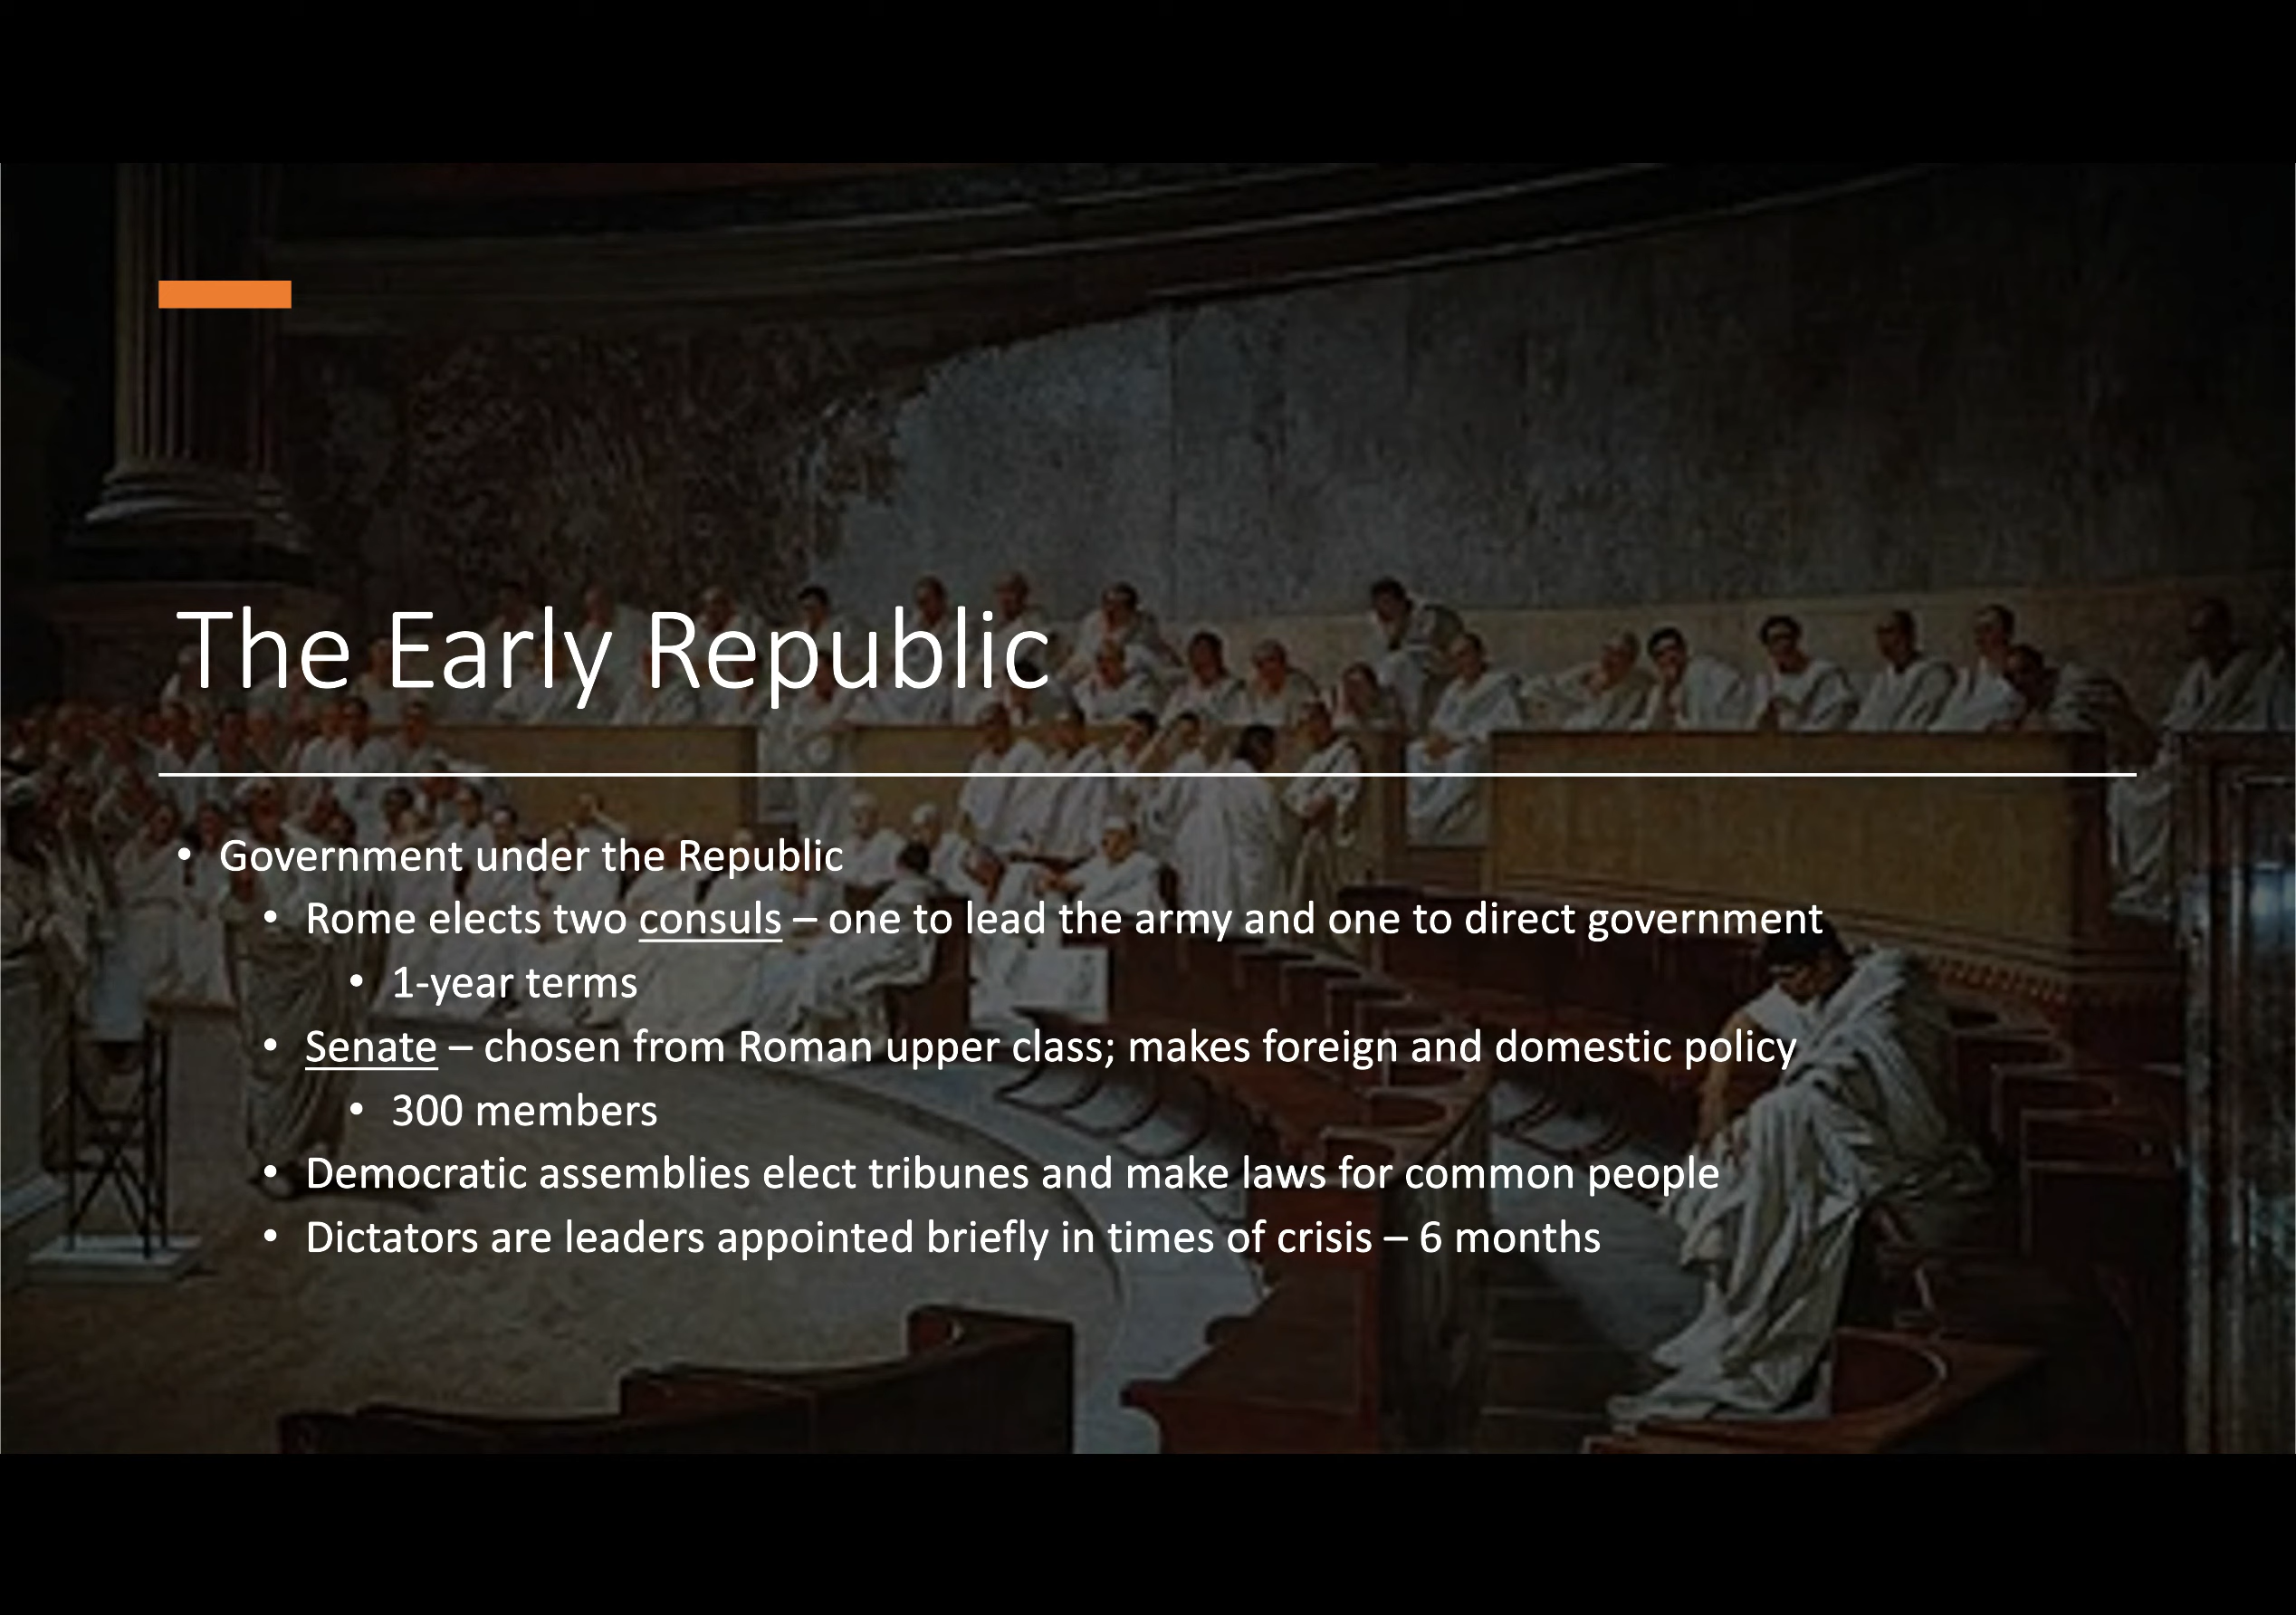 The Early Republic
• Government under the Republic
• Rome elects two consuls – one to lead the army and one to direct government
• 1-year terms
• Senate – chosen from Roman upper class; makes foreign and domestic policy
• 300 members
• Democratic assemblies elect tribunes and make laws for common people
• Dictators are leaders appointed briefly in times of crisis – 6 months